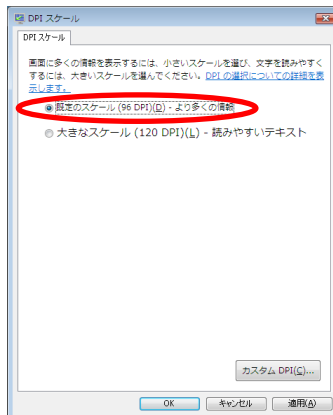 DPI スケール
DPI スケール
画面に多くの情報を表示するには、小さいスケールを選び、文字を読みやすく
するには、大きいスケールを選んでください。DPI の選択についての詳細を表
示します。
既定のスケール (96 DPI)(D) - より多くの情報
大きなスケール (120 DPI)(L) - 読みやすいテキスト
カスタム DPI(C)...
OK キャンセル 適用(A)